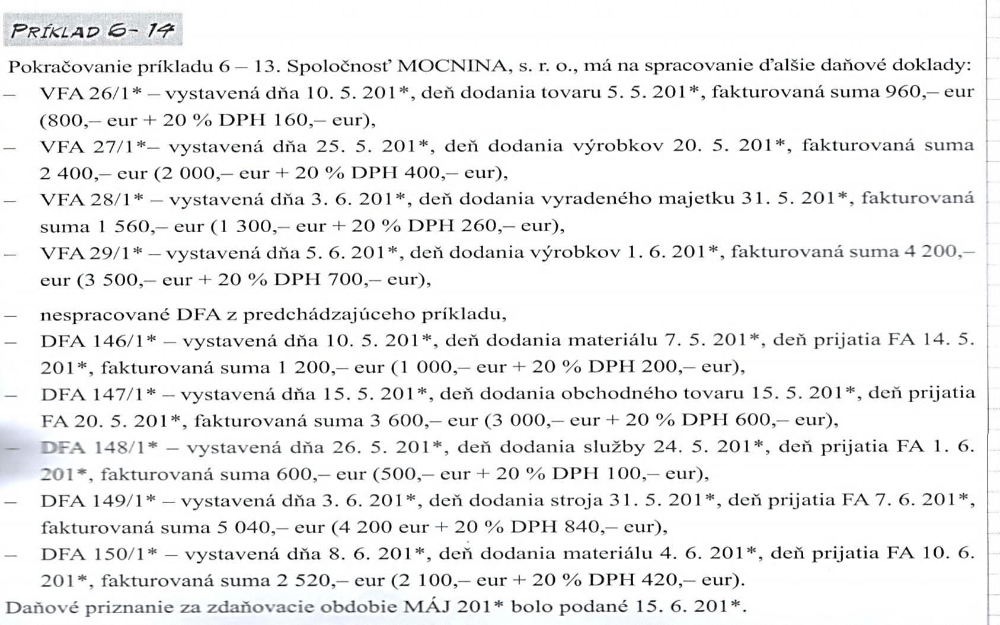 PRÍKLAD 6- 14
Pokračovanie príkladu 6 – 13. Spoločnosť MOCNINA, s. r. o., má na spracovanie ďalšie daňové doklady:
– VFA 26/1* – vystavená dňa 10. 5. 201*, deň dodania tovaru 5. 5. 201*, fakturovaná suma 960,– eur
(800,– eur + 20 % DPH 160,– eur),
– VFA 27/1*– vystavená dňa 25. 5. 201*, deň dodania výrobkov 20. 5. 201*, fakturovaná suma
2 400,– eur (2 000,– eur + 20 % DPH 400,– eur),
– VFA 28/1* – vystavená dňa 3. 6. 201*, deň dodania vyradeného majetku 31. 5. 201*, fakturovaná
suma 1 560,– eur (1 300,– eur + 20 % DPH 260,– eur),
– VFA 29/1* – vystavená dňa 5. 6. 201*, deň dodania výrobkov 1. 6. 201*, fakturovaná suma 4 200,–
eur (3 500,– eur + 20 % DPH 700,– eur),
– nespracované DFA z predchádzajúceho príkladu,
– DFA 146/1* – vystavená dňa 10. 5. 201*, deň dodania materiálu 7. 5. 201*, deň prijatia FA 14. 5.
201*, fakturovaná suma 1 200,– eur (1 000,– eur + 20 % DPH 200,– eur),
– DFA 147/1* – vystavená dňa 15. 5. 201*, deň dodania obchodného tovaru 15. 5. 201*, deň prijatia
FA 20. 5. 201*, fakturovaná suma 3 600,– eur (3 000,– eur + 20 % DPH 600,– eur),
– DFA 148/1* – vystavená dňa 26. 5. 201*, deň dodania služby 24. 5. 201*, deň prijatia FA 1. 6.
201*, fakturovaná suma 600,– eur (500,– eur + 20 % DPH 100,– eur),
– DFA 149/1* – vystavená dňa 3. 6. 201*, deň dodania stroja 31. 5. 201*, deň prijatia FA 7. 6. 201*,
fakturovaná suma 5 040,– eur (4 200 eur + 20 % DPH 840,– eur),
– DFA 150/1* – vystavená dňa 8. 6. 201*, deň dodania materiálu 4. 6. 201*, deň prijatia FA 10. 6.
201*, fakturovaná suma 2 520,– eur (2 100,– eur + 20 % DPH 420,– eur).
Daňové priznanie za zdaňovacie obdobie MÁJ 201* bolo podané 15. 6. 201*.